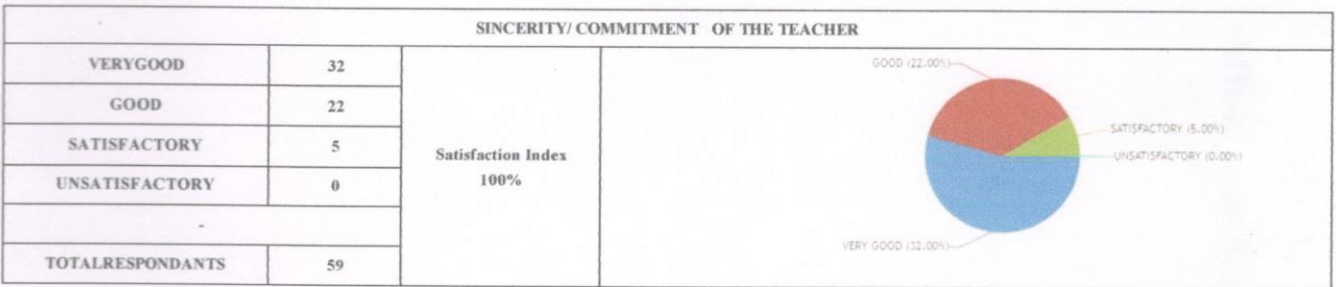 SINCERITY/ COMMITMENT OF THE TEACHER
VERYGOOD 32
GOOD 22
SATISFACTORY 5
UNSATISFACTORY 0
-
TOTALRESPONDANTS 59
Satisfaction Index
100%
GOOD (22.00%)
SATISFACTORY (5.00%)
UNSATISFACTORY (0.00%)
VERY GOOD (32.00%)